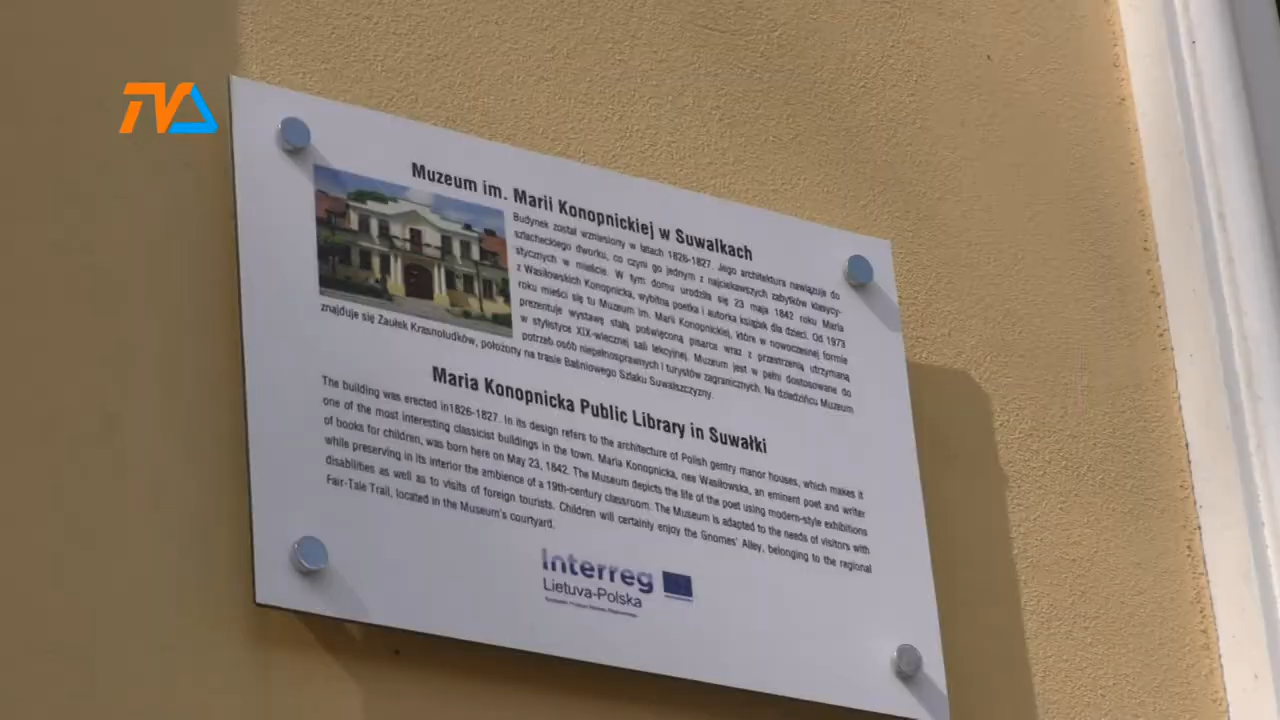 TVA
Muzeum im. Marii Konopnickiej w Suwałkach
Budynek został wzniesiony w latach 1826-1827. Jego architektura nawiązuje do
szlacheckiego dworku, co czyni go jednym z najciekawszych zabytków klasycy-
stycznych w mieście. W tym domu urodziła się 23 maja 1842 roku Maria
z Wasiłowskich Konopnicka, wybitna poetka i autorka książek dla dzieci. Od 1973
roku mieści się tu Muzeum im. Marii Konopnickiej, które w nowoczesnej formie
prezentuje wystawę stałą poświęconą pisarce wraz z przestrzenią utrzymaną
w stylistyce XIX-wiecznej sali lekcyjnej. Muzeum jest w pełni dostosowane do
potrzeb osób niepełnosprawnych i turystów zagranicznych. Na dziedzińcu Muzeum
znajduje się Zaułek Krasnoludków, położony na trasie Baśniowego Szlaku Suwalszczyzny.
Maria Konopnicka Public Library in Suwałki
The building was erected in1826-1827. In its design refers to the architecture of Polish gentry manor houses, which makes it
one of the most interesting classicist buildings in the town. Maria Konopnicka, nee Wasiłowska, an eminent poet and writer
of books for children, was born here on May 23, 1842. The Museum depicts the life of the poet using modern-style exhibitions
while preserving in its interior the ambience of a 19th-century classroom. The Museum is adapted to the needs of visitors with
disabilities as well as to visits of foreign tourists. Children will certainly enjoy the Gnomes' Alley, belonging to the regional
Fair-Tale Trail, located in the Museum's courtyard.
Interreg
Lietuva-Polska